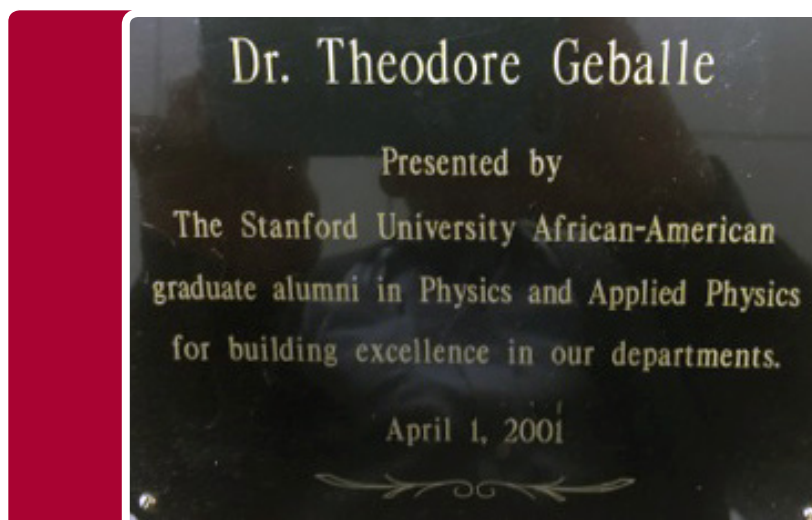 Dr. Theodore Geballe
Presented by
The Stanford University African-American
graduate alumni in Physics and Applied Physics
for building excellence in our departments.
April 1, 2001